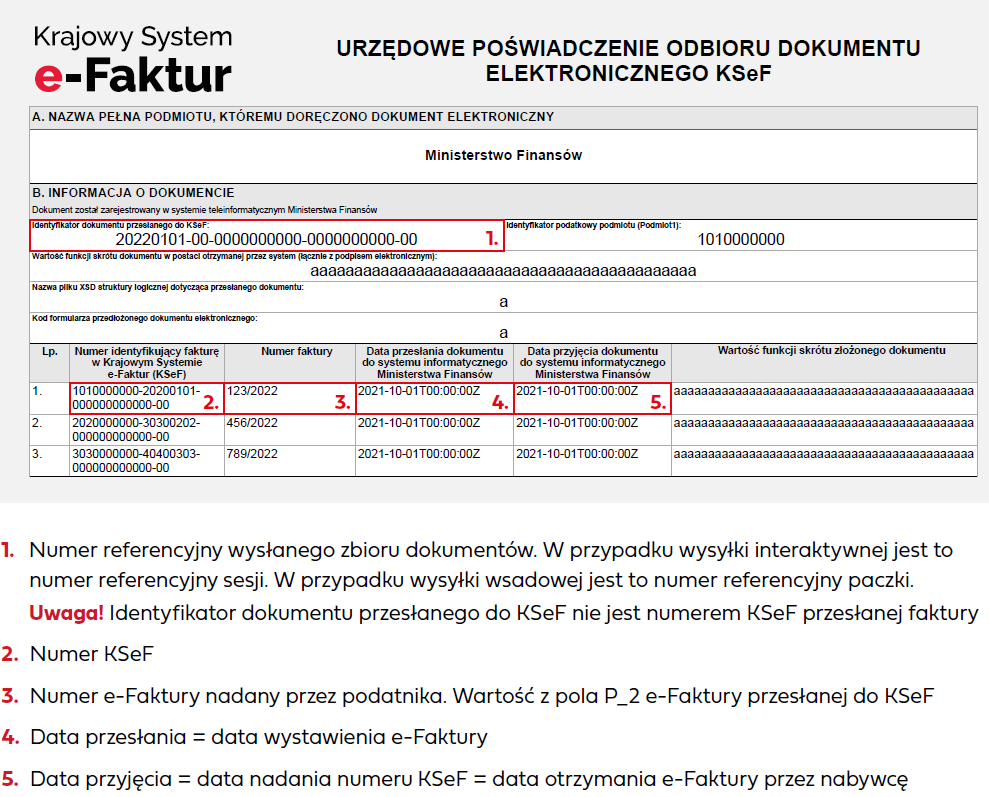 Krajowy System
e-Faktur
URZĘDOWE POŚWIADCZENIE ODBIORU DOKUMENTU
ELEKTRONICZNEGO KSeF
A. NAZWA PEŁNA PODMIOTU, KTÓREMU DORĘCZONO DOKUMENT ELEKTRONICZNY
Ministerstwo Finansów
B. INFORMACJA O DOKUMENCIE
Dokument został zarejestrowany w systemie teleinformatycznym Ministerstwa Finansów
Identyfikator dokumentu przesłanego do KSeF:
20220101-00-0000000000-0000000000-00 1.
Identyfikator podatkowy podmiotu (Podmiot1):
1010000000
Wartość funkcji skrótu dokumentu w postaci otrzymanej przez system (łącznie z podpisem elektronicznym):
aaaaaaaaaaaaaaaaaaaaaaaaaaaaaaaaaaaaaaaaaaaa
Nazwa pliku XSD struktury logicznej dotycząca przesłanego dokumentu:
a
Kod formularza przedłożonego dokumentu elektronicznego:
a
Lp.
Numer identyfikujący fakturę
w Krajowym Systemie
e-Faktur (KSeF)
Numer faktury
Data przesłania dokumentu
do systemu informatycznego
Ministerstwa Finansów
Data przyjęcia dokumentu
do systemu informatycznego
Ministerstwa Finansów
Wartość funkcji skrótu złożonego dokumentu
1.
1010000000-20200101-
000000000000-00 2.
123/2022 3.
2021-10-01T00:00:00Z 4.
2021-10-01T00:00:00Z 5.
aaaaaaaaaaaaaaaaaaaaaaaaaaaaaaaaaaaaaaaaaaaa
2.
2020000000-30300202-
000000000000-00
456/2022
2021-10-01T00:00:00Z
2021-10-01T00:00:00Z
aaaaaaaaaaaaaaaaaaaaaaaaaaaaaaaaaaaaaaaaaaaa
3.
3030000000-40400303-
000000000000-00
789/2022
2021-10-01T00:00:00Z
2021-10-01T00:00:00Z
aaaaaaaaaaaaaaaaaaaaaaaaaaaaaaaaaaaaaaaaaaaa
1. Numer referencyjny wysłanego zbioru dokumentów. W przypadku wysyłki interaktywnej jest to
numer referencyjny sesji. W przypadku wysyłki wsadowej jest to numer referencyjny paczki.
Uwaga! Identyfikator dokumentu przesłanego do KSeF nie jest numerem KSeF przesłanej faktury
2. Numer KSeF
3. Numer e-Faktury nadany przez podatnika. Wartość z pola P_2 e-Faktury przesłanej do KSeF
4. Data przesłania = data wystawienia e-Faktury
5. Data przyjęcia = data nadania numeru KSeF = data otrzymania e-Faktury przez nabywcę